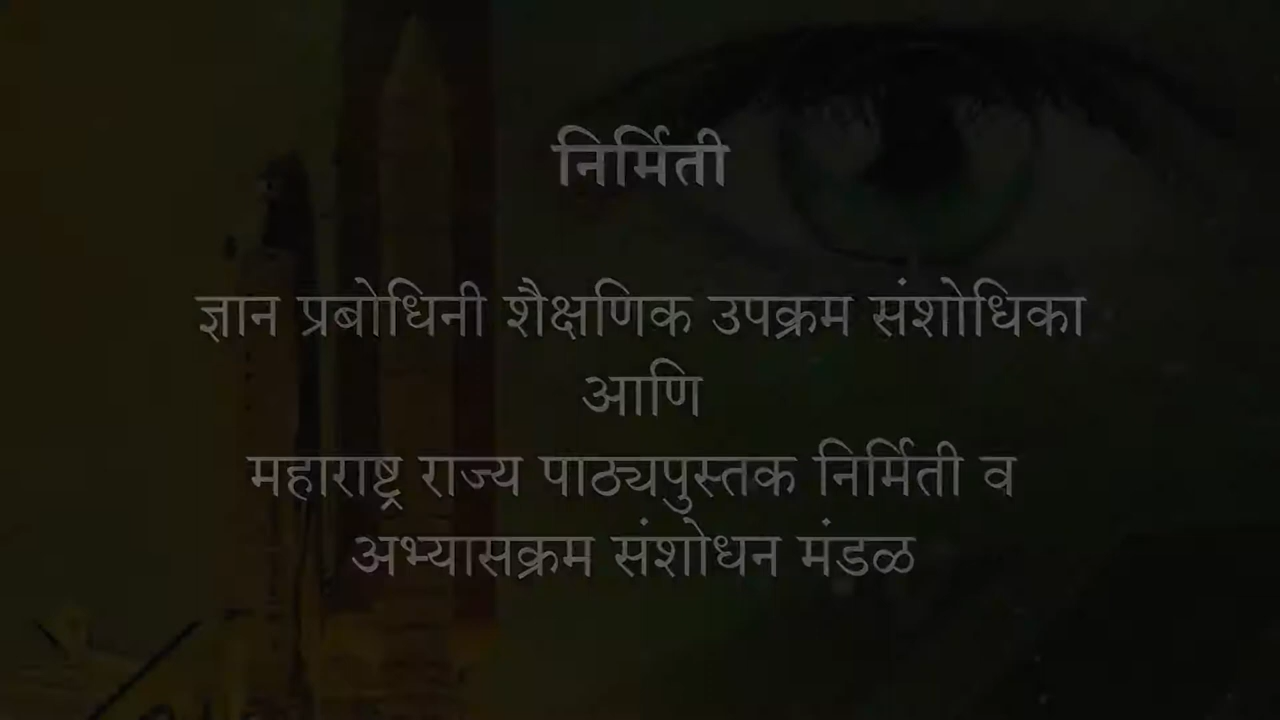 निर्मिती
ज्ञान प्रबोधिनी शैक्षणिक उपक्रम संशोधिका
आणि
महाराष्ट्र राज्य पाठ्यपुस्तक निर्मिती व
अभ्यासक्रम संशोधन मंडळ